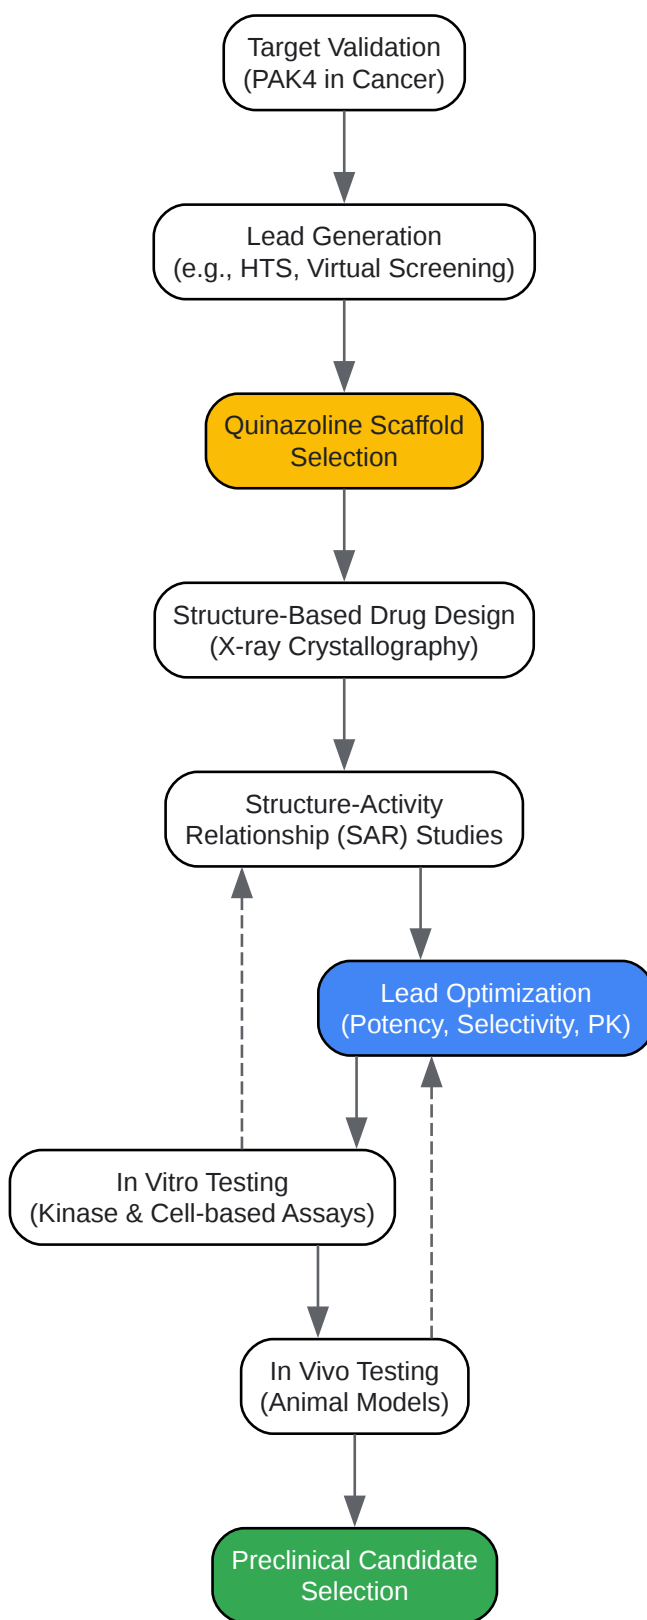 Target Validation
(PAK4 in Cancer)
Lead Generation
(e.g., HTS, Virtual Screening)
Quinazoline Scaffold
Selection
Structure-Based Drug Design
(X-ray Crystallography)
Structure-Activity
Relationship (SAR) Studies
Lead Optimization
(Potency, Selectivity, PK)
In Vitro Testing
(Kinase & Cell-based Assays)
In Vivo Testing
(Animal Models)
Preclinical Candidate
Selection